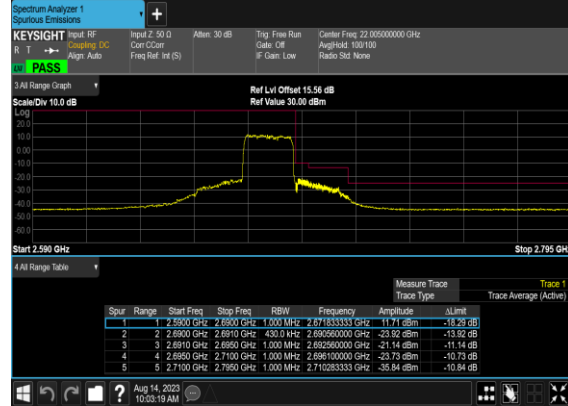 Spectrum Analyzer 1
Spurious Emissions
+
KEYSIGHT Input: RF Input Z: 50 Ω Atten: 30 dB Trig: Free Run Center Freq: 22.005000000 GHz
R T Coupling: DC Corr CCorr Gate: Off Avg|Hold: 100/100
Align: Auto Freq Ref: Int (S) IF Gain: Low Radio Std: None
PASS
3 All Range Graph
Ref Lvl Offset 15.56 dB
Scale/Div 10.0 dB Ref Value 30.00 dBm
Log
20.0
10.0
0.00
-10.0
-20.0
-30.0
-40.0
-50.0
-60.0
Start 2.590 GHz Stop 2.795 GH
4 All Range Table
Measure Trace Trace 1
Trace Type Trace Average (Active)
Spur Range Start Freq Stop Freq RBW Frequency Amplitude ΔLimit
1 1 2.5900 GHz 2.6900 GHz 1.000 MHz 2.671833333 GHz 11.71 dBm -18.29 dB
2 2 2.6900 GHz 2.6910 GHz 430.0 kHz 2.690560000 GHz -23.92 dBm -13.92 dB
3 3 2.6910 GHz 2.6950 GHz 1.000 MHz 2.692560000 GHz -21.14 dBm -11.14 dB
4 4 2.6950 GHz 2.7100 GHz 1.000 MHz 2.696100000 GHz -23.73 dBm -10.73 dB
5 5 2.7100 GHz 2.7950 GHz 1.000 MHz 2.710283333 GHz -35.84 dBm -10.84 dB
? Aug 14, 2023
10:03:19 AM